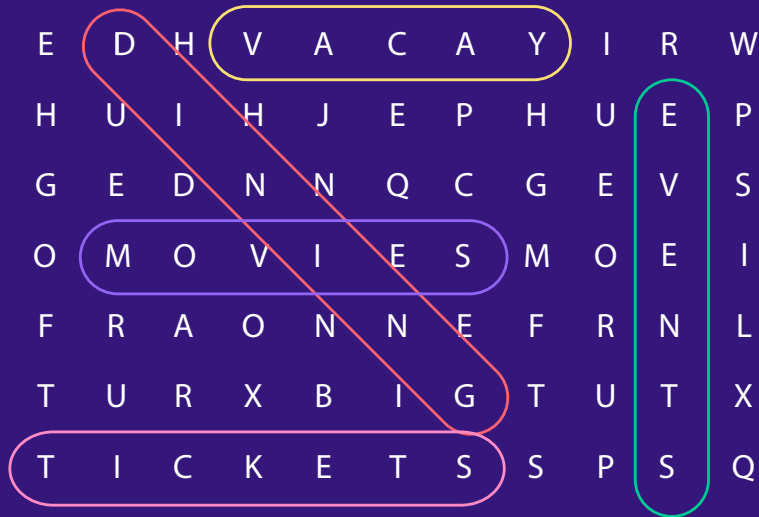 E D H V A C A Y I R W
H U I H J E P H U E P
G E D N N Q C G E V S
O M O V I E S M O E I
F R A O N N E F R N L
T U R X B I G T U T X
T I C K E T S S P S Q